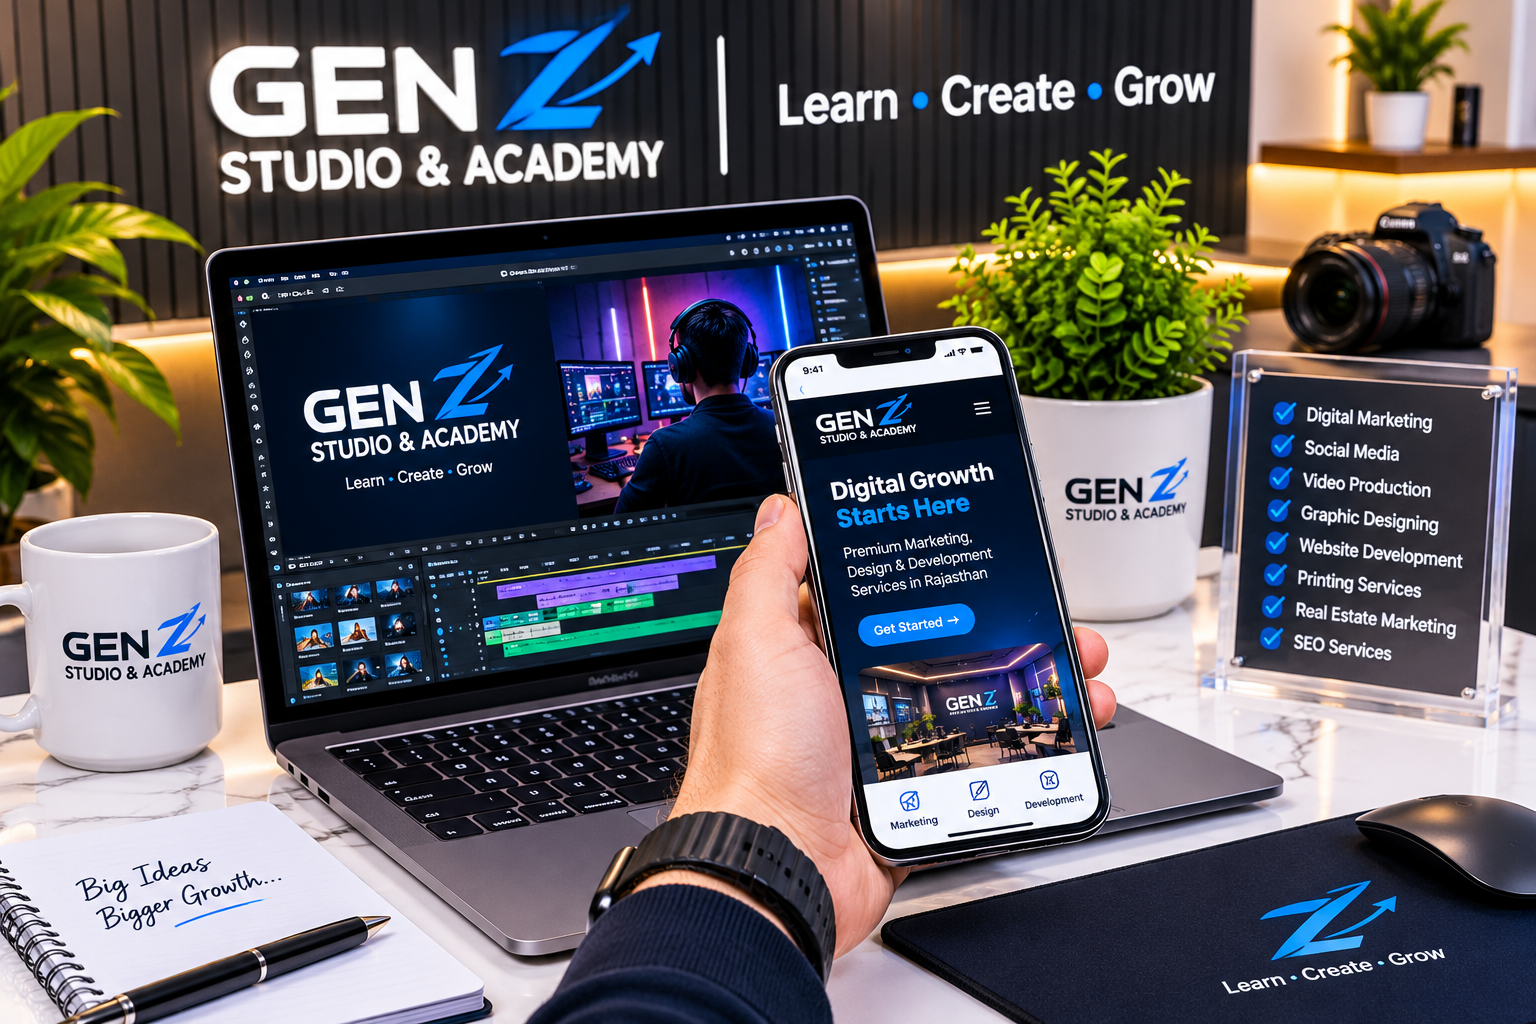 GEN Z
STUDIO & ACADEMY
Learn • Create • Grow
GEN Z
STUDIO & ACADEMY
Learn • Create • Grow
9:41
GEN Z
STUDIO & ACADEMY
Digital Growth
Starts Here
Premium Marketing,
Design & Development
Services in Rajasthan
Get Started →
GEN Z
Marketing
Design
Development
GEN Z
STUDIO & ACADEMY
GEN Z
STUDIO & ACADEMY
Canon
Digital Marketing
Social Media
Video Production
Graphic Designing
Website Development
Printing Services
Real Estate Marketing
SEO Services
Big Ideas
Bigger Growth...
Z
Learn • Create • Grow